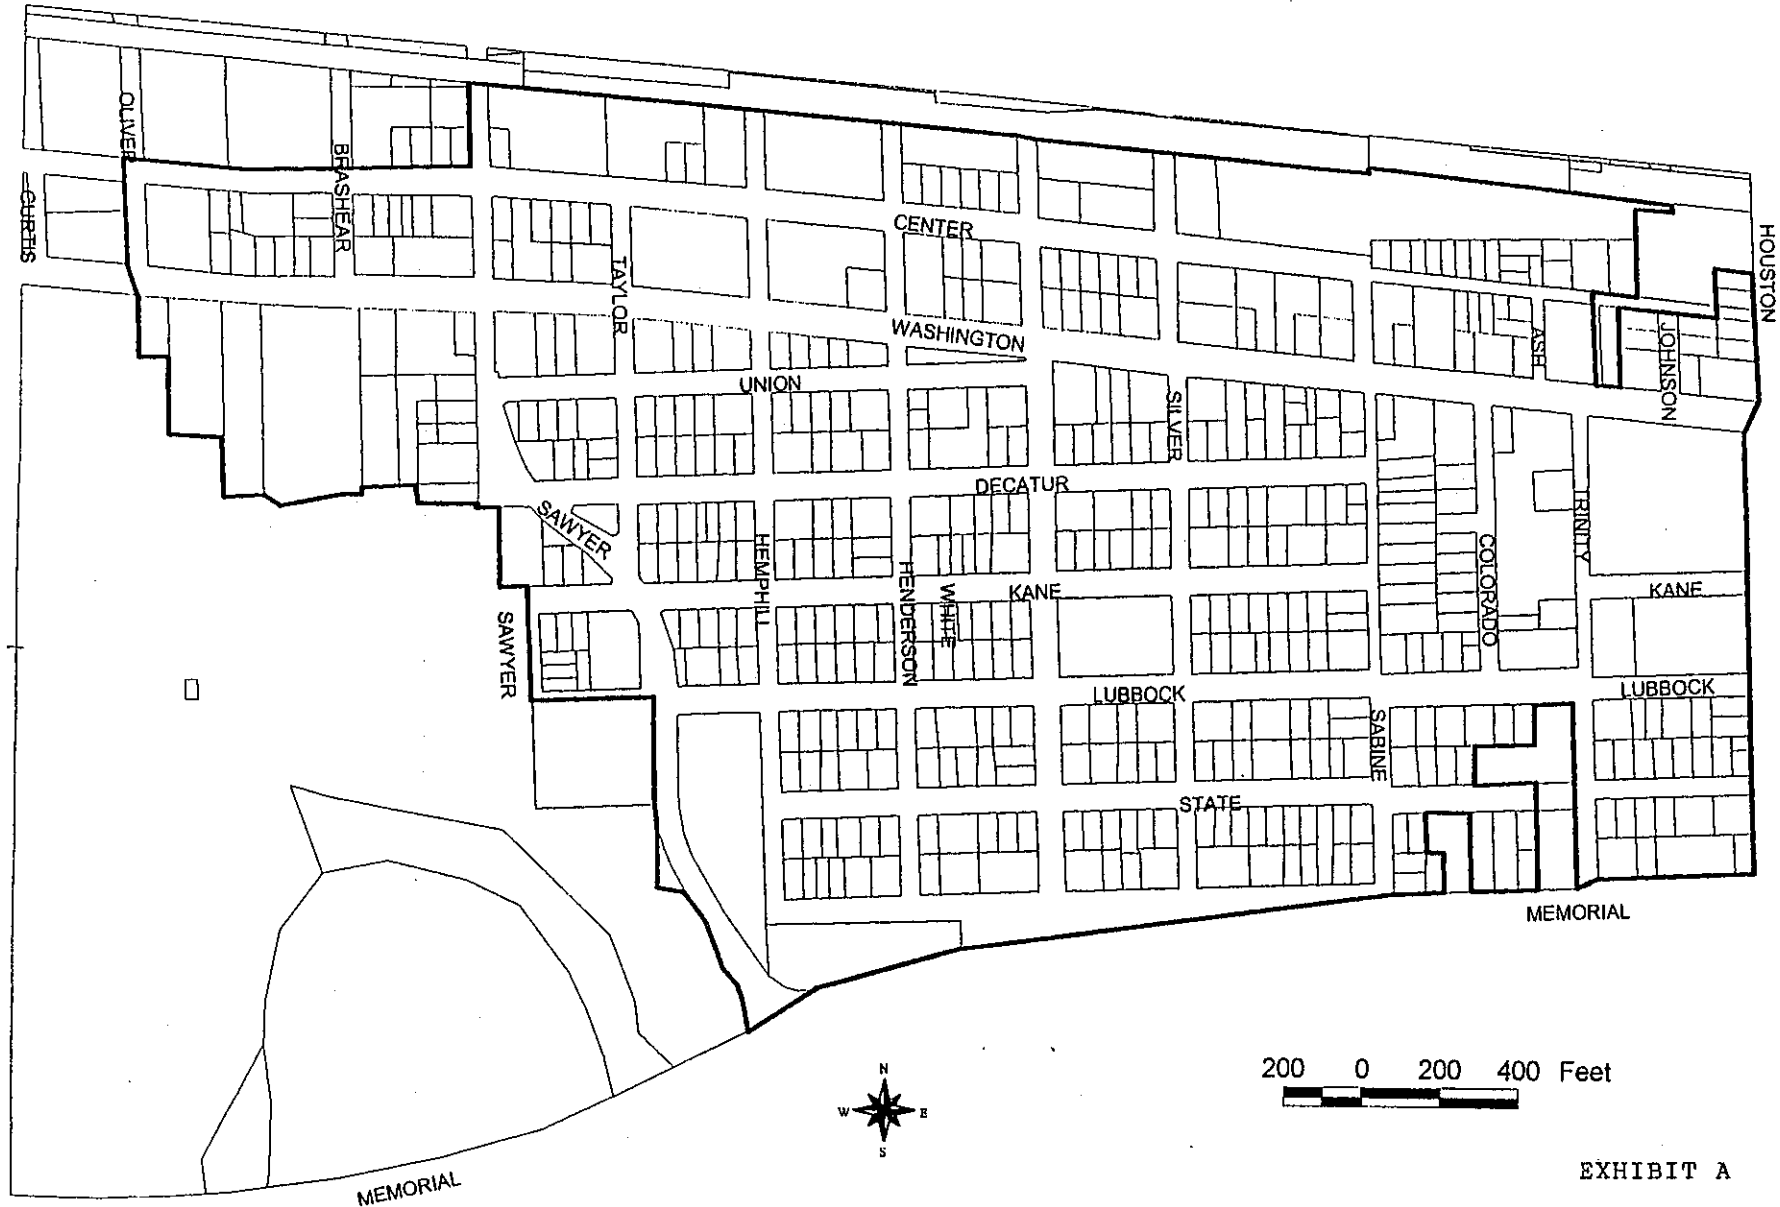 OLIVER
BRASHEAR
CURTIS
CENTER
HOUSTON
TAYLOR
WASHINGTON
ASH
JOHNSON
UNION
SILVER
DECATUR
SAWYER
TRINITY
HEMPHILL
HENDERSON
WHITE
KANE
COLORADO
KANE
SAWYER
LUBBOCK
LUBBOCK
SABINE
STATE
MEMORIAL
N
W E
S
200 0 200 400 Feet
EXHIBIT A
MEMORIAL